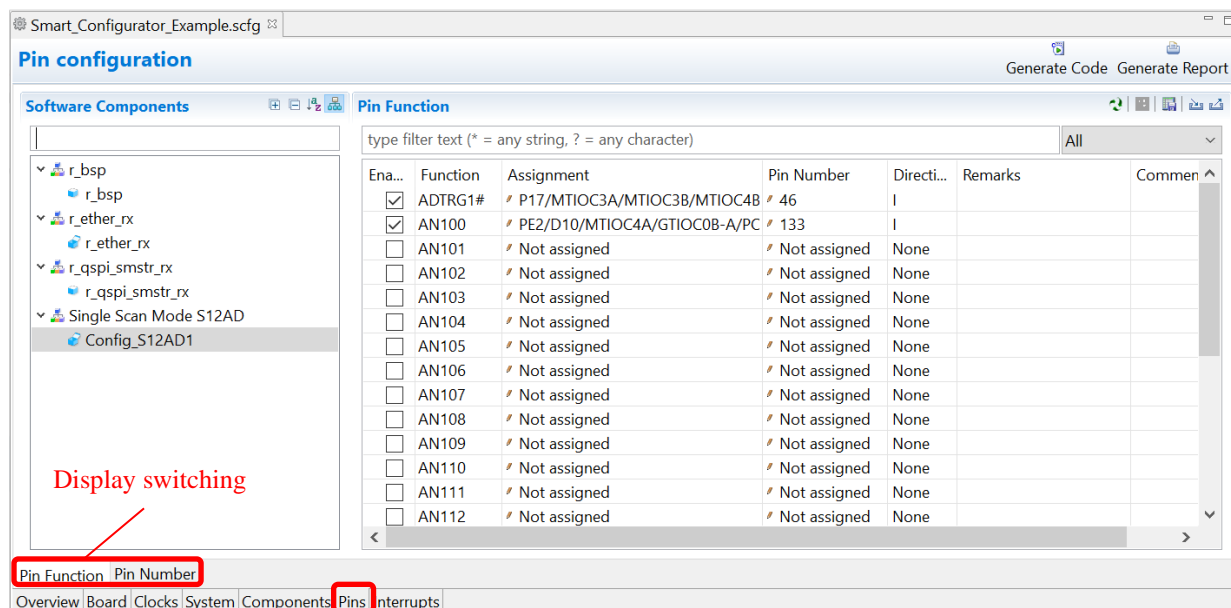 Smart_Configurator_Example.scfg
Pin configuration
Generate Code Generate Report
Software Components
Pin Function
type filter text (* = any string, ? = any character)
All
r_bsp
r_bsp
r_ether_rx
r_ether_rx
r_qspi_smstr_rx
r_qspi_smstr_rx
Single Scan Mode S12AD
Config_S12AD1
Ena... Function Assignment Pin Number Directi... Remarks Commen
ADTRG1# P17/MTIOC3A/MTIOC3B/MTIOC4B 46 I
AN100 PE2/D10/MTIOC4A/GTIOC0B-A/PC 133 I
AN101 Not assigned Not assigned None
AN102 Not assigned Not assigned None
AN103 Not assigned Not assigned None
AN104 Not assigned Not assigned None
AN105 Not assigned Not assigned None
AN106 Not assigned Not assigned None
AN107 Not assigned Not assigned None
AN108 Not assigned Not assigned None
AN109 Not assigned Not assigned None
AN110 Not assigned Not assigned None
AN111 Not assigned Not assigned None
AN112 Not assigned Not assigned None
Display switching
Pin Function Pin Number
Overview Board Clocks System Components Pins Interrupts